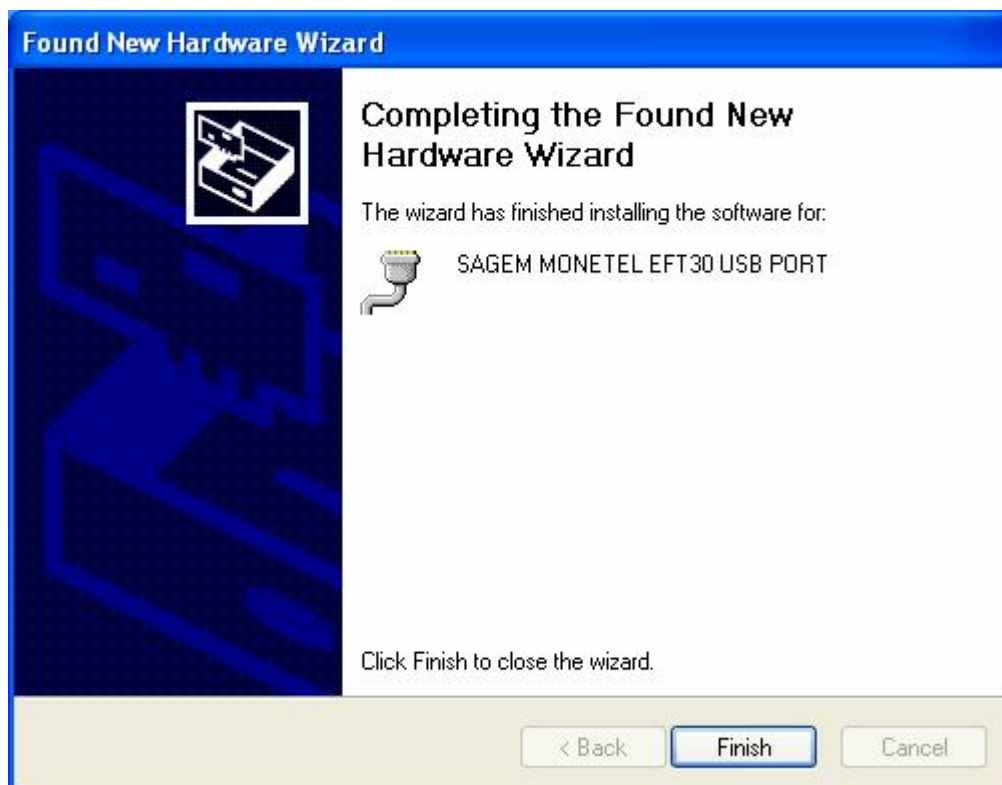 Found New Hardware Wizard
Completing the Found New
Hardware Wizard
The wizard has finished installing the software for:
SAGEM MONETEL EFT30 USB PORT
Click Finish to close the wizard.
< Back
Finish
Cancel